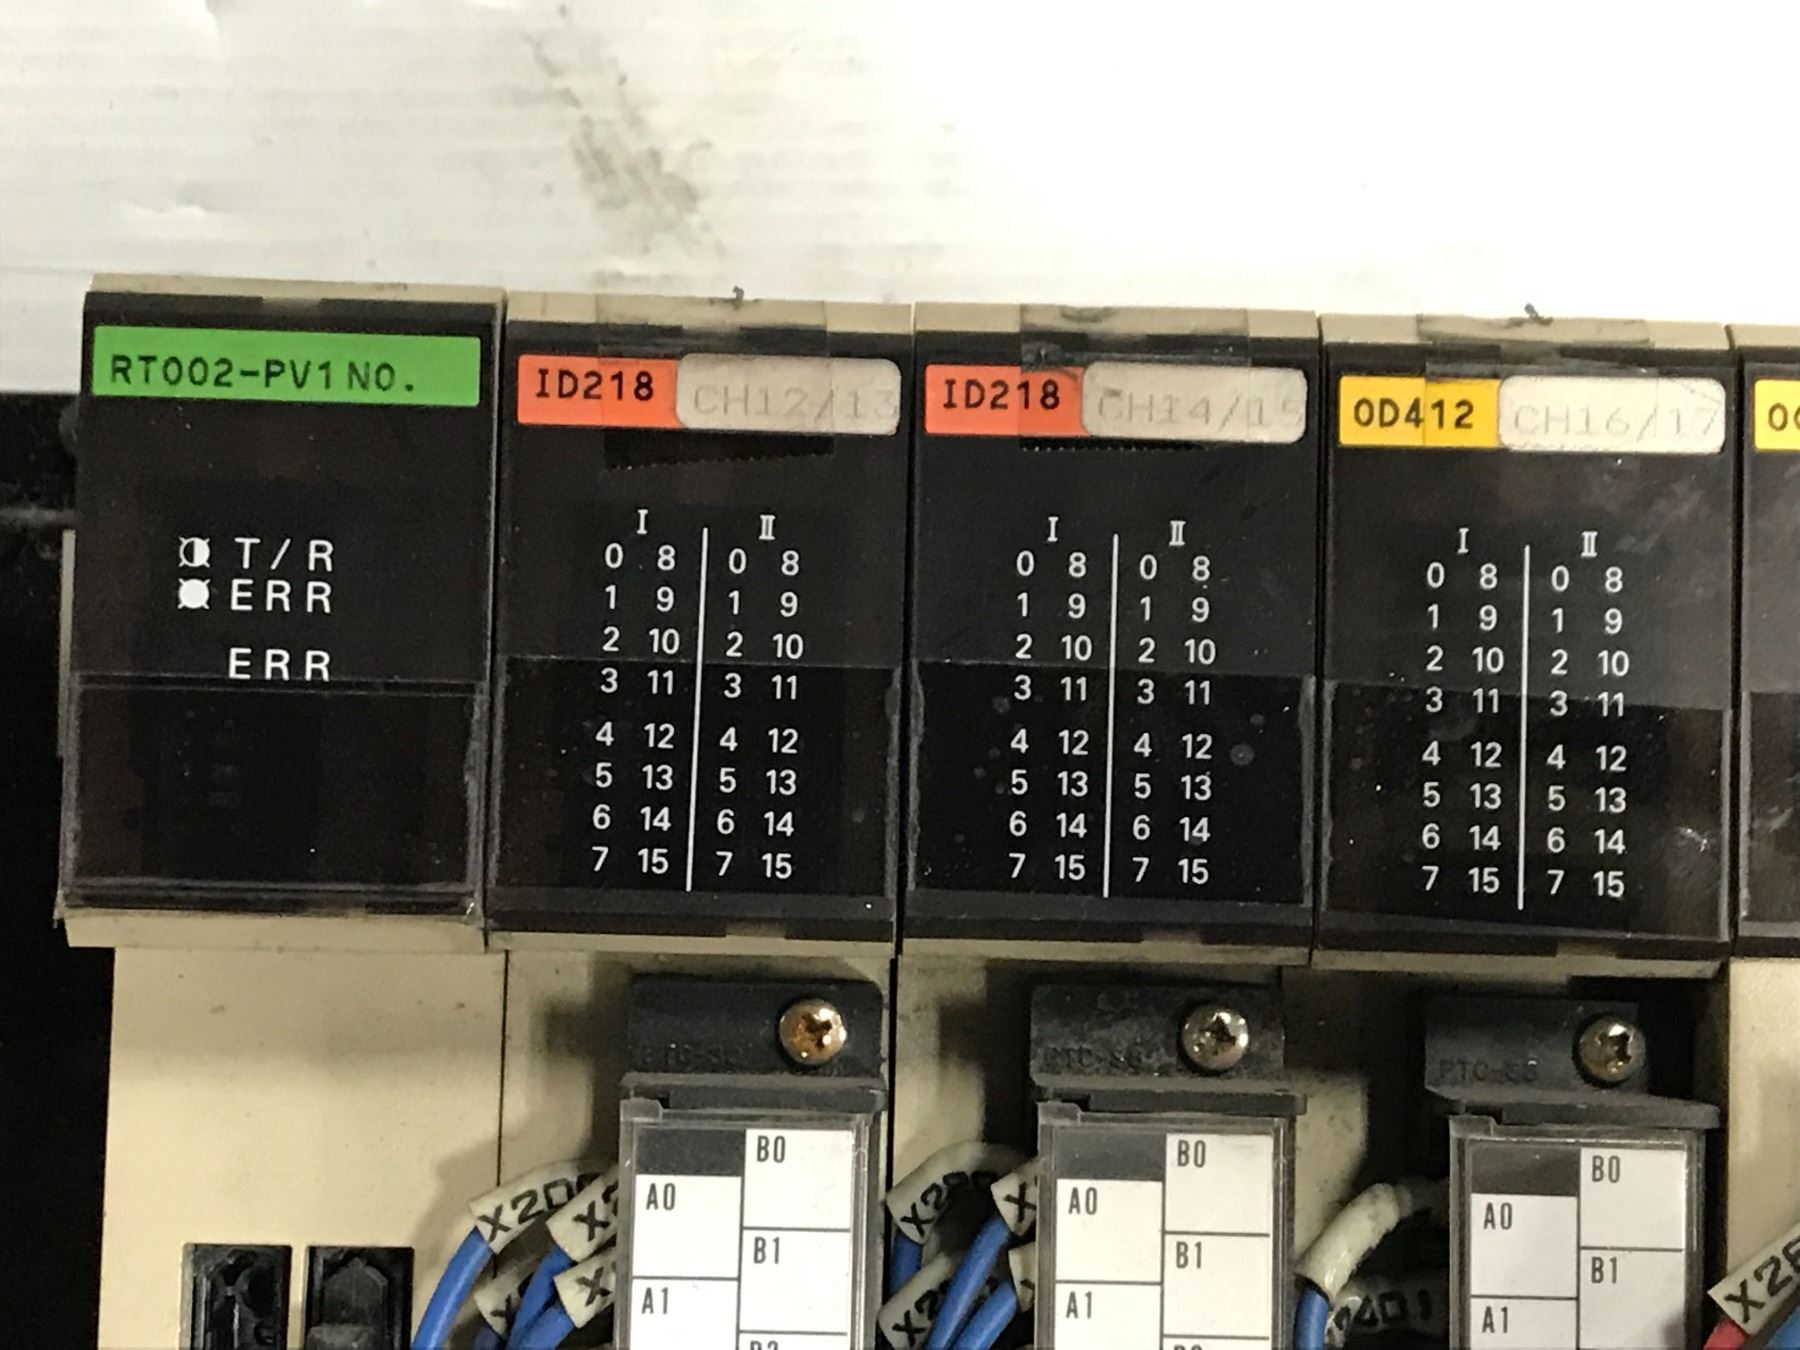 RT002-PV1 NO.
T/R
ERR
ERR
ID218 CH12/13
I II
0 8 0 8
1 9 1 9
2 10 2 10
3 11 3 11
4 12 4 12
5 13 5 13
6 14 6 14
7 15 7 15
ID218 CH14/15
I II
0 8 0 8
1 9 1 9
2 10 2 10
3 11 3 11
4 12 4 12
5 13 5 13
6 14 6 14
7 15 7 15
OD412 CH16/17
I II
0 8 0 8
1 9 1 9
2 10 2 10
3 11 3 11
4 12 4 12
5 13 5 13
6 14 6 14
7 15 7 15
B0
A0
B1
A1
B0
A0
B1
A1
B0
A0
B1
A1